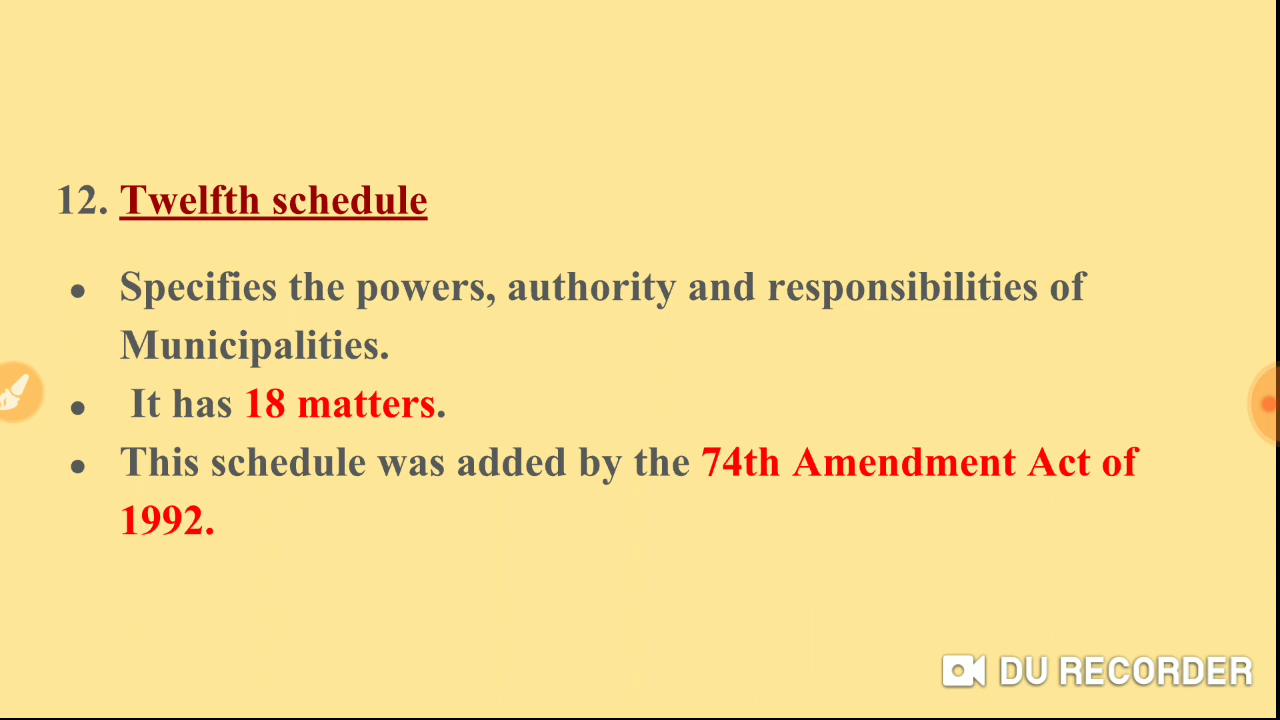 12. Twelfth schedule
● Specifies the powers, authority and responsibilities of
Municipalities.
● It has 18 matters.
● This schedule was added by the 74th Amendment Act of
1992.
DU RECORDER